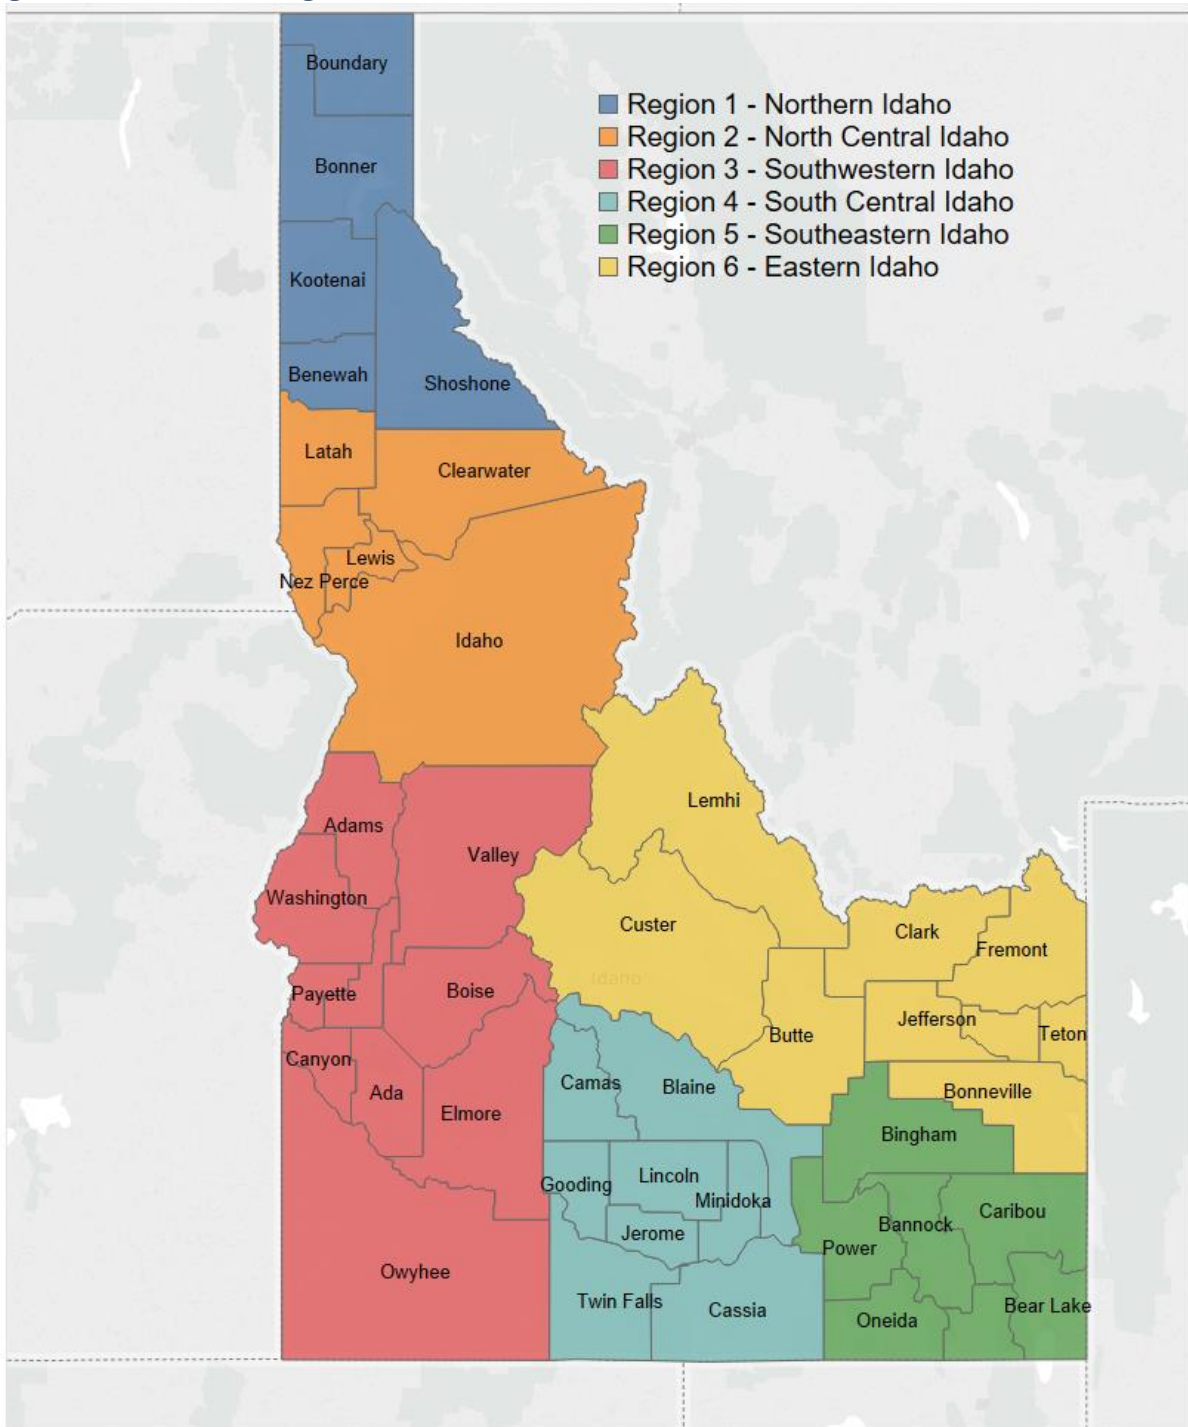 Boundary
Region 1 - Northern Idaho
Region 2 - North Central Idaho
Region 3 - Southwestern Idaho
Region 4 - South Central Idaho
Region 5 - Southeastern Idaho
Region 6 - Eastern Idaho
Bonner
Kootenai
Benewah
Shoshone
Latah
Clearwater
Lewis
Nez Perce
Idaho
Lemhi
Adams
Valley
Washington
Custer
Clark
Fremont
Idaho
Payette
Boise
Jefferson
Butte
Teton
Canyon
Ada
Camas
Blaine
Bonneville
Elmore
Bingham
Lincoln
Gooding
Minidoka
Caribou
Bannock
Jerome
Power
Owyhee
Twin Falls
Cassia
Bear Lake
Oneida